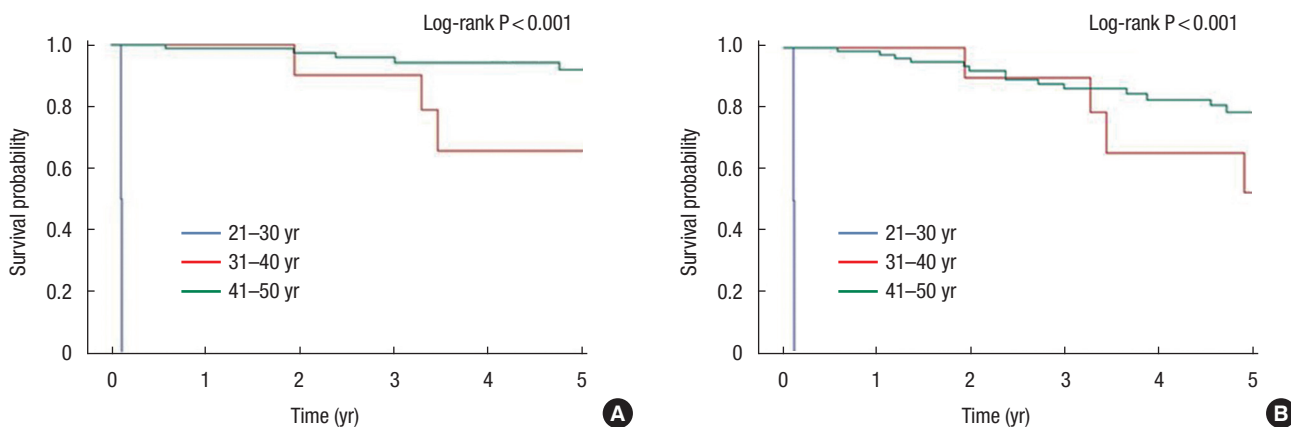 Log-rank P<0.001
1.0
0.8
0.6
0.4
0.2
0
Survival probability
21–30 yr
31–40 yr
41–50 yr
0 1 2 3 4 5
Time (yr)
A
Log-rank P<0.001
1.0
0.8
0.6
0.4
0.2
0
Survival probability
21–30 yr
31–40 yr
41–50 yr
0 1 2 3 4 5
Time (yr)
B